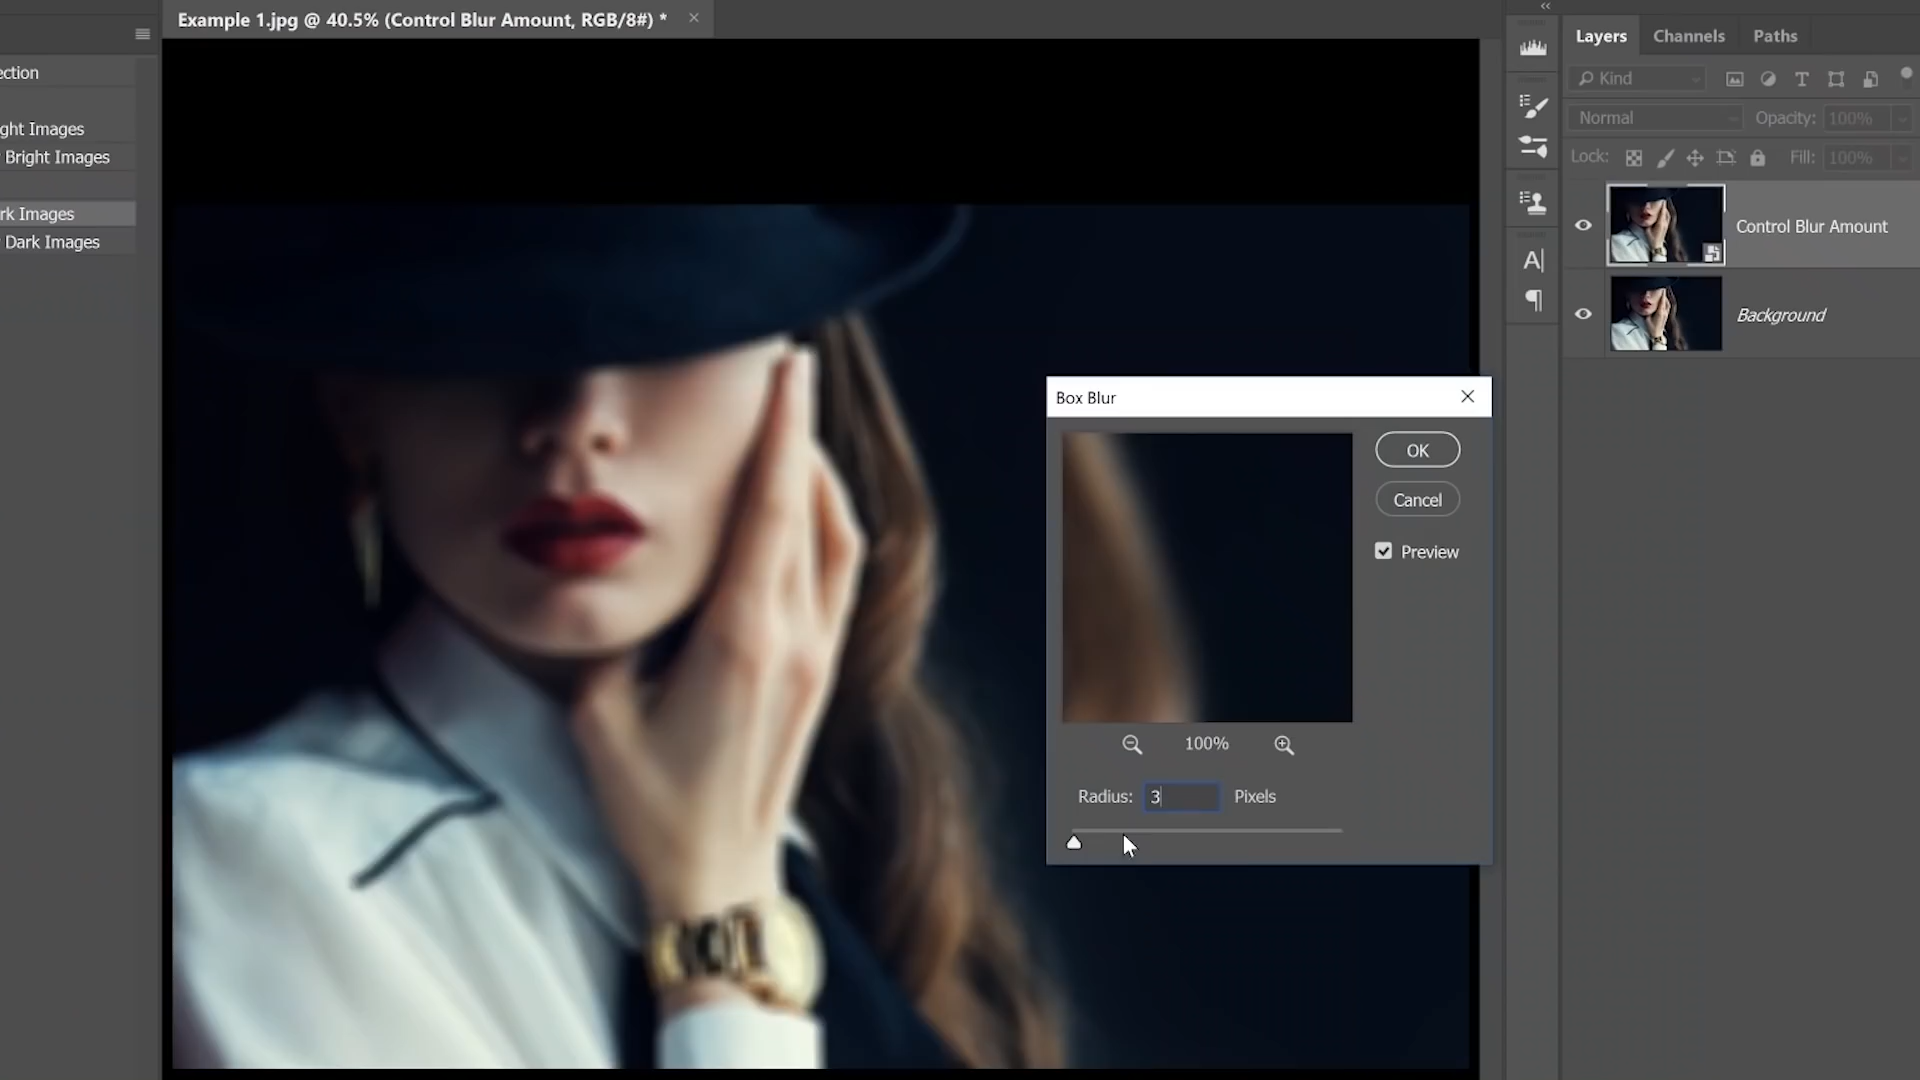 Example 1.jpg @ 40.5% (Control Blur Amount, RGB/8#) *
ection
ght Images
Bright Images
rk Images
Dark Images
Box Blur
OK
Cancel
Preview
100%
Radius: 3 Pixels
Layers Channels Paths
Kind
Normal Opacity: 100%
Lock: Fill: 100%
Control Blur Amount
Background